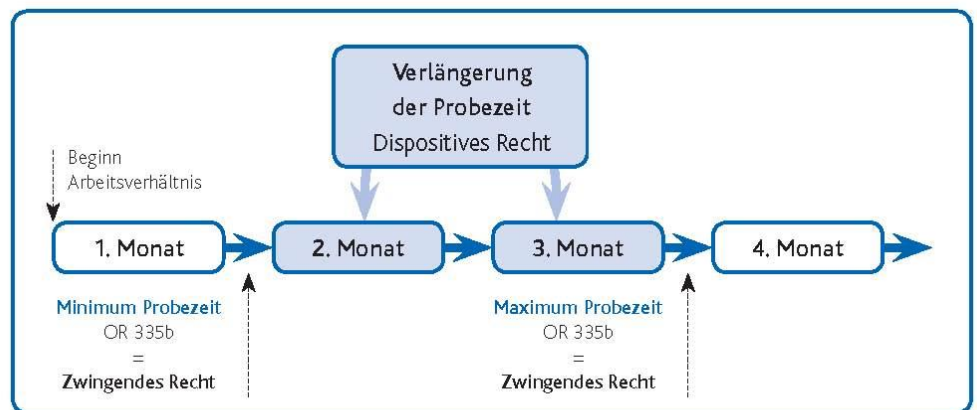 Verlängerung
der Probezeit
Dispositives Recht
Beginn
Arbeitsverhältnis
1. Monat
2. Monat
3. Monat
4. Monat
Minimum Probezeit
OR 335b
=
Zwingendes Recht
Maximum Probezeit
OR 335b
=
Zwingendes Recht